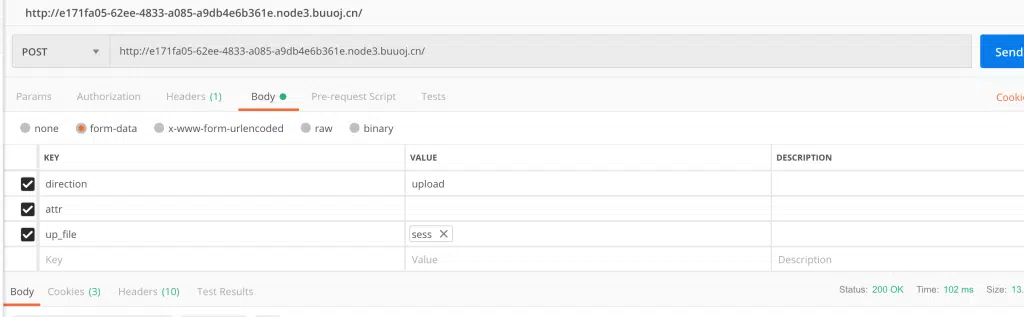 http://e171fa05-62ee-4833-a085-a9db4e6b361e.node3.buuoj.cn/
POST http://e171fa05-62ee-4833-a085-a9db4e6b361e.node3.buuoj.cn/ Send
Params Authorization Headers (1) Body Pre-request Script Tests Cookie
none form-data x-www-form-urlencoded raw binary
KEY VALUE DESCRIPTION
direction upload
attr
up_file sess
Key Value Description
Body Cookies (3) Headers (10) Test Results Status: 200 OK Time: 102 ms Size: 13.